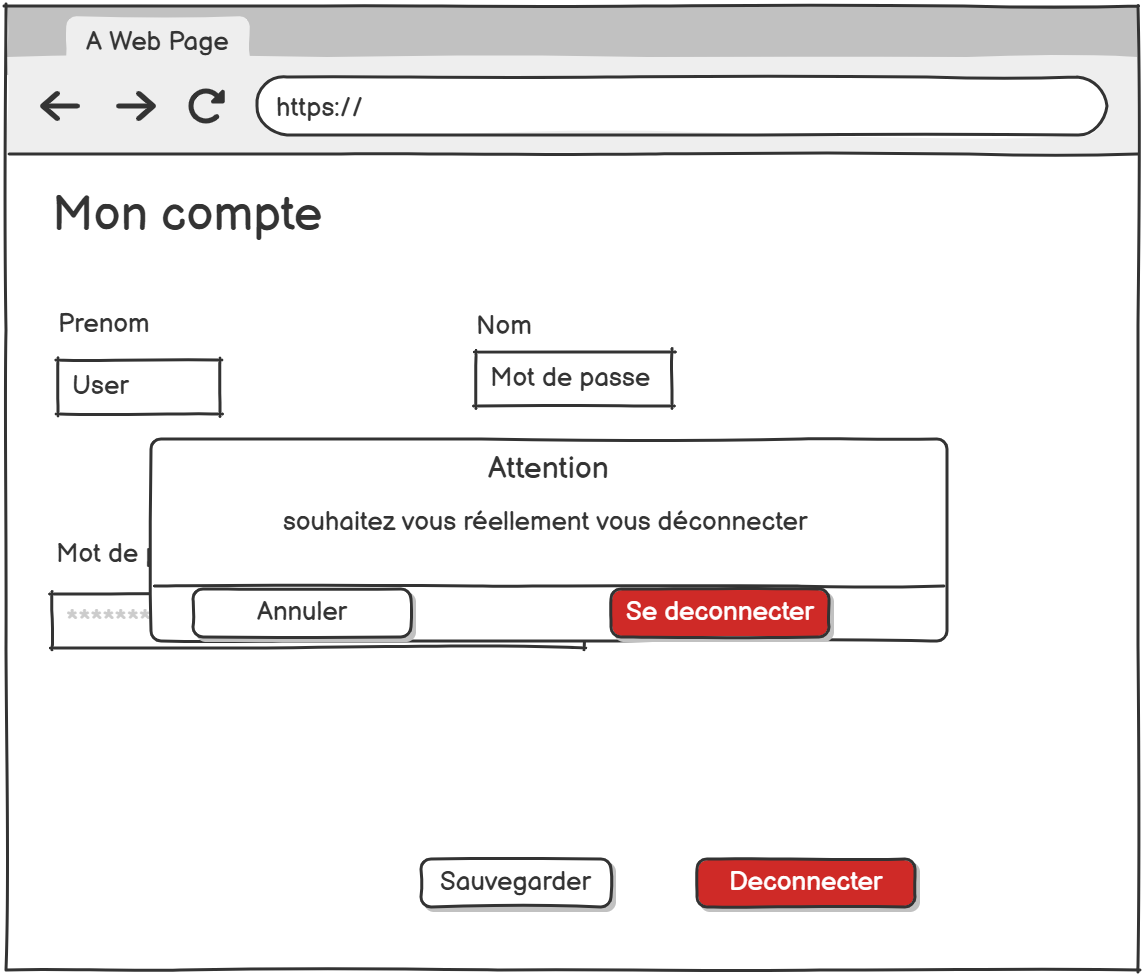 A Web Page
https://
Mon compte
Prenom
Nom
User
Mot de passe
Attention
souhaitez vous réellement vous déconnecter
Mot de
*******
Annuler
Se deconnecter
Sauvegarder
Deconnecter